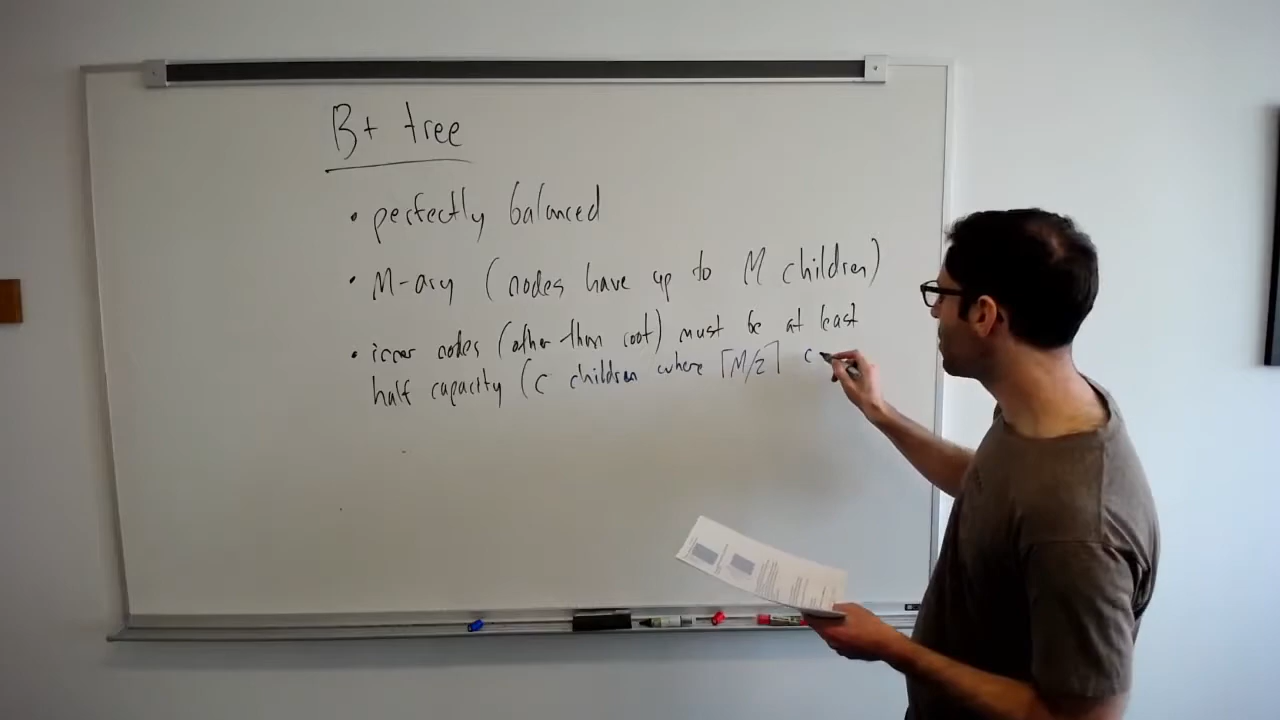 B+ tree
• perfectly balanced
• M-ary (nodes have up to M children)
• inner nodes (other than root) must be at least
half capacity (C children where ⌈M/2⌉ C